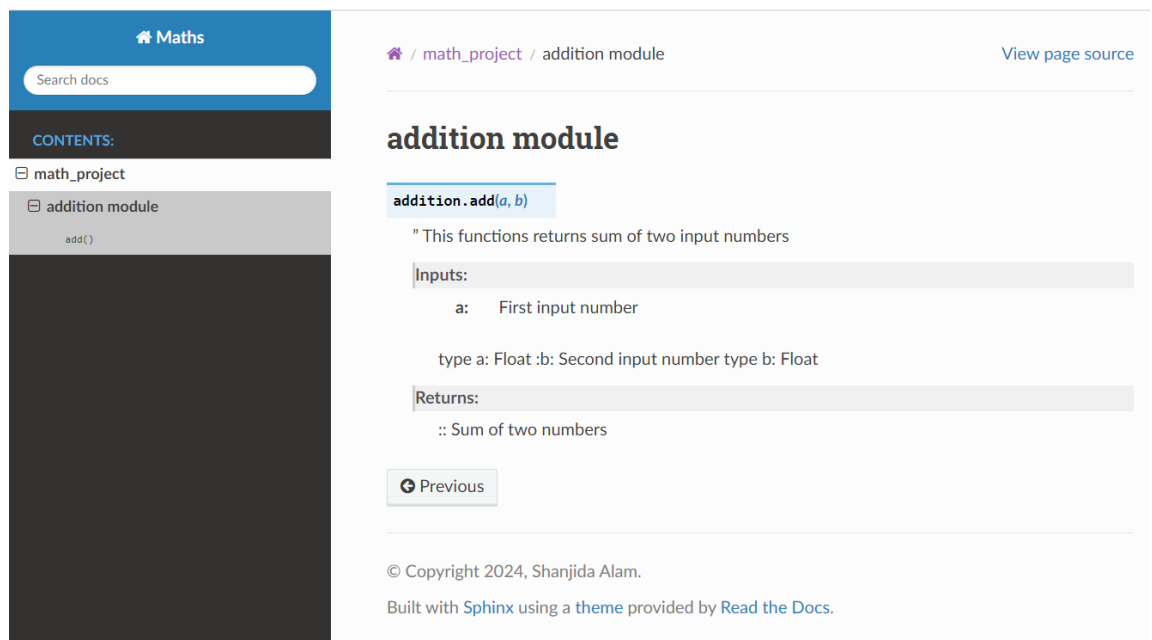 Maths
Search docs
CONTENTS:
math_project
addition module
add()
/ math_project / addition module
View page source
addition module
addition.add(a, b)
” This functions returns sum of two input numbers
Inputs:
a: First input number
type a: Float :b: Second input number type b: Float
Returns:
:: Sum of two numbers
Previous
© Copyright 2024, Shanjida Alam.
Built with Sphinx using a theme provided by Read the Docs.